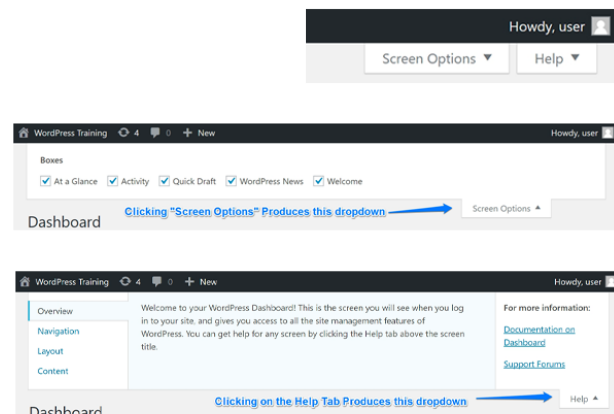 Howdy, user
Screen Options ▼ Help ▼
WordPress Training 4 0 + New Howdy, user
Boxes
At a Glance Activity Quick Draft WordPress News Welcome
Screen Options ▲
Clicking "Screen Options" Produces this dropdown
Dashboard
WordPress Training 4 0 + New Howdy, user
Overview
Navigation
Layout
Content
Welcome to your WordPress Dashboard! This is the screen you will see when you log
in to your site, and gives you access to all the site management features of
WordPress. You can get help for any screen by clicking the Help tab above the screen
title.
For more information:
Documentation on
Dashboard
Support Forums
Help ▲
Clicking on the Help Tab Produces this dropdown
Dashboard